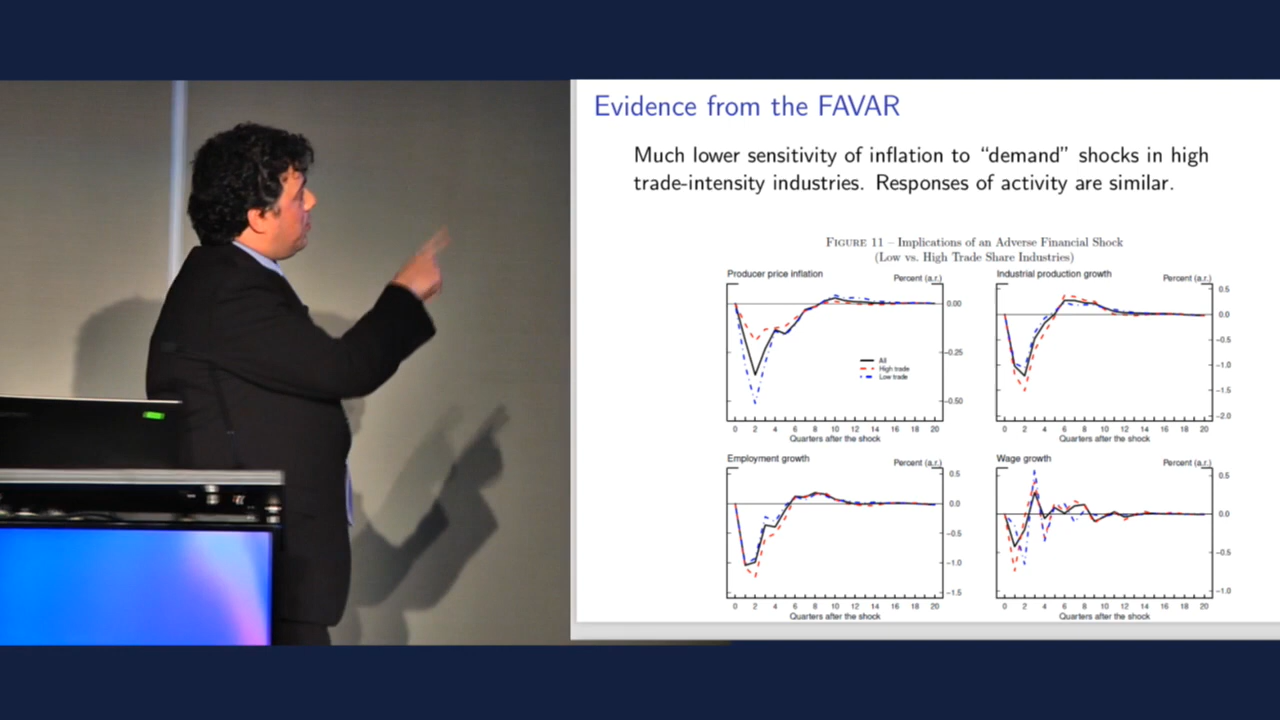 Evidence from the FAVAR
Much lower sensitivity of inflation to “demand” shocks in high
trade-intensity industries. Responses of activity are similar.
FIGURE 11 – Implications of an Adverse Financial Shock
(Low vs. High Trade Share Industries)
Producer price inflation
Percent (a.r.)
0.00
−0.25
−0.50
All
High trade
Low trade
0 2 4 6 8 10 12 14 16 18 20
Quarters after the shock
Industrial production growth
Percent (a.r.)
0.5
0.0
−0.5
−1.0
−1.5
−2.0
0 2 4 6 8 10 12 14 16 18 20
Quarters after the shock
Employment growth
Percent (a.r.)
0.5
0.0
−0.5
−1.0
−1.5
0 2 4 6 8 10 12 14 16 18 20
Quarters after the shock
Wage growth
Percent (a.r.)
0.5
0.0
−0.5
−1.0
0 2 4 6 8 10 12 14 16 18 20
Quarters after the shock